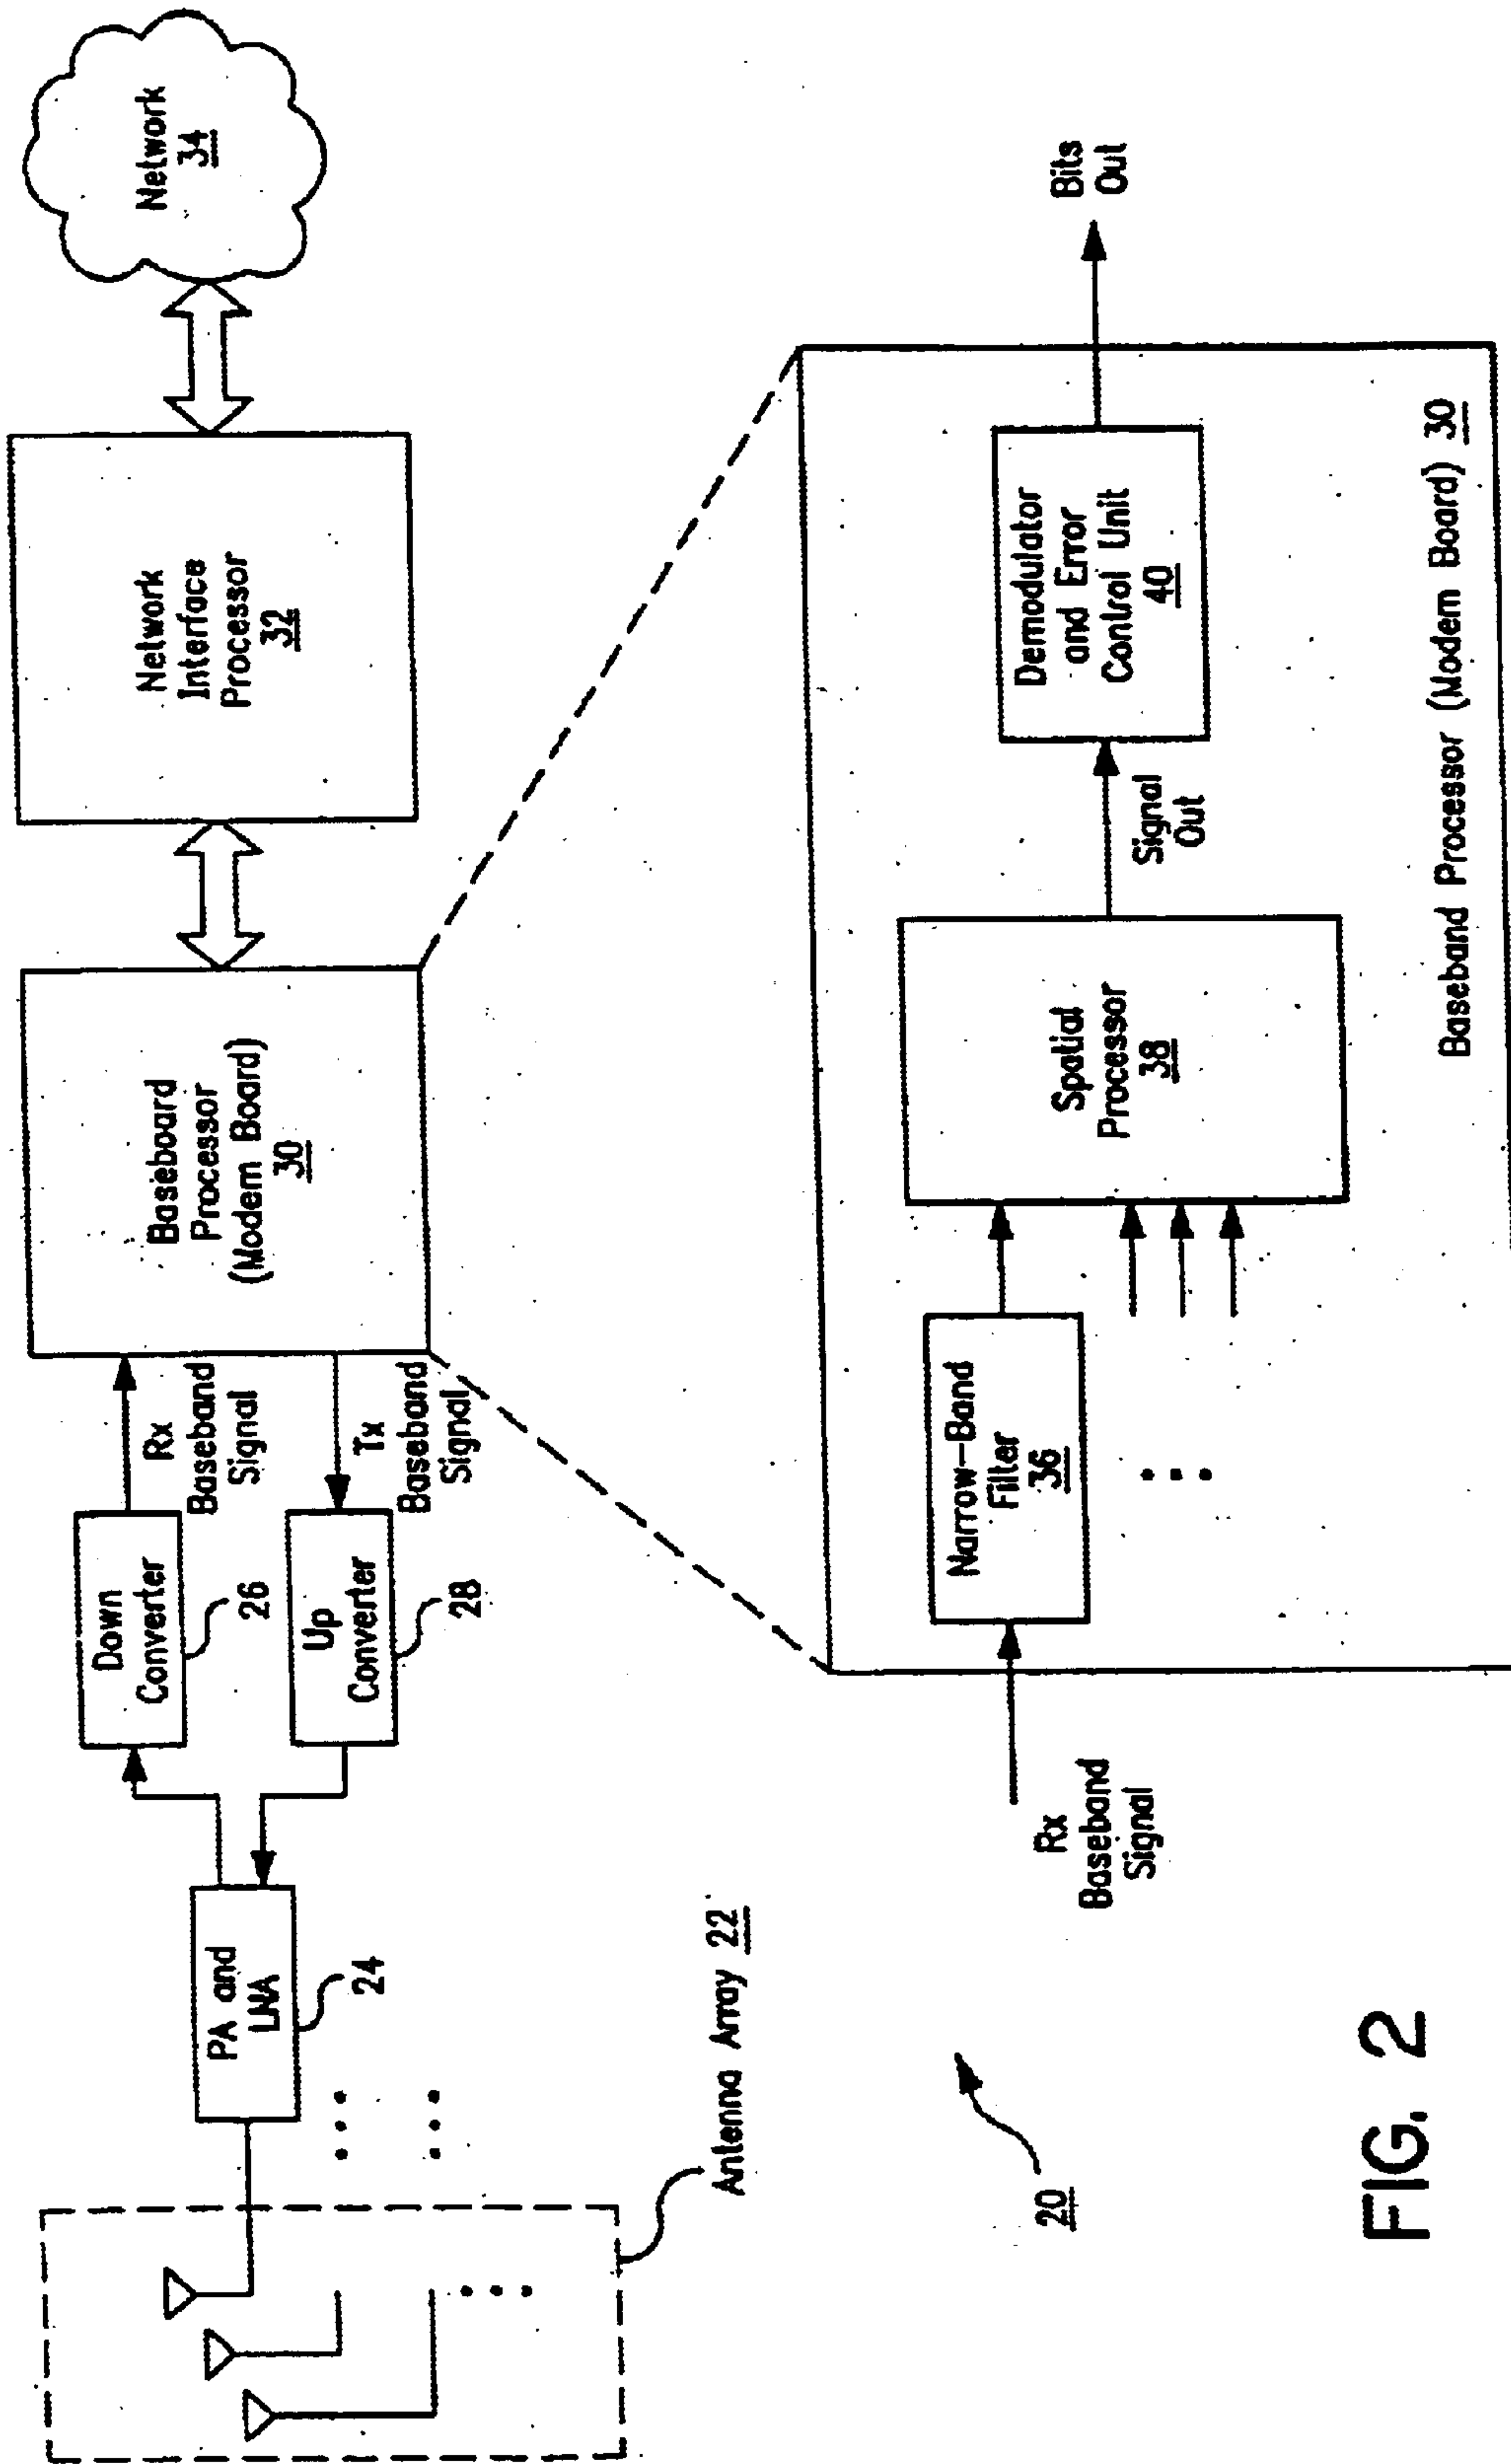 Antenna Array 22
PA and
LNA
24
Down
Converter
26
Up
Converter
28
Rx
Baseband
Signal
Tx
Baseband
Signal
Baseboard
Processor
(Modem Board)
30
Network
Interface
Processor
32
Network
34
Rx
Baseband
Signal
Narrow-Band
Filter
36
Spatial
Processor
38
Signal
Out
Demodulator
and Error
Control Unit
40
Bits
Out
Baseband Processor (Modem Board) 30
20
FIG. 2